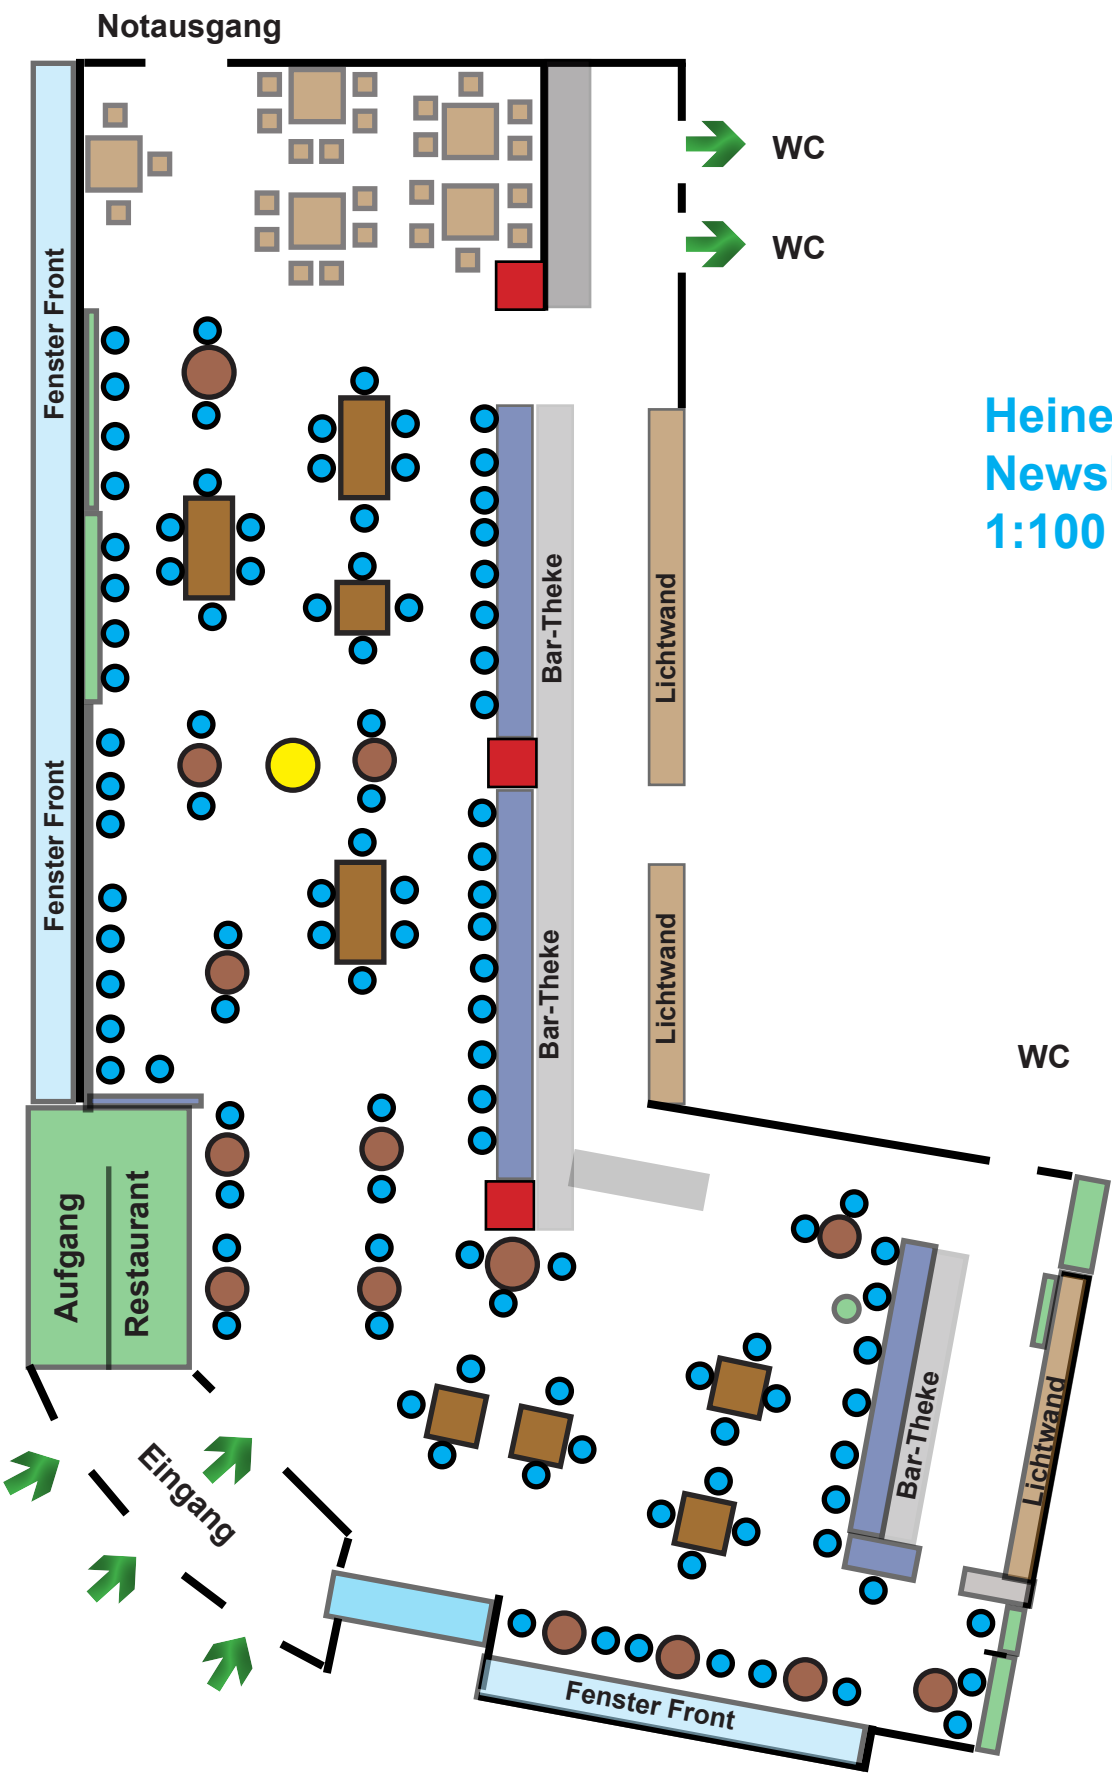 Notausgang
WC
WC
Fenster Front
Heine
News
1:100
Bar-Theke
Lichtwand
Fenster Front
Bar-Theke
Lichtwand
WC
Aufgang
Restaurant
Bar-Theke
Lichtwand
Eingang
Fenster Front